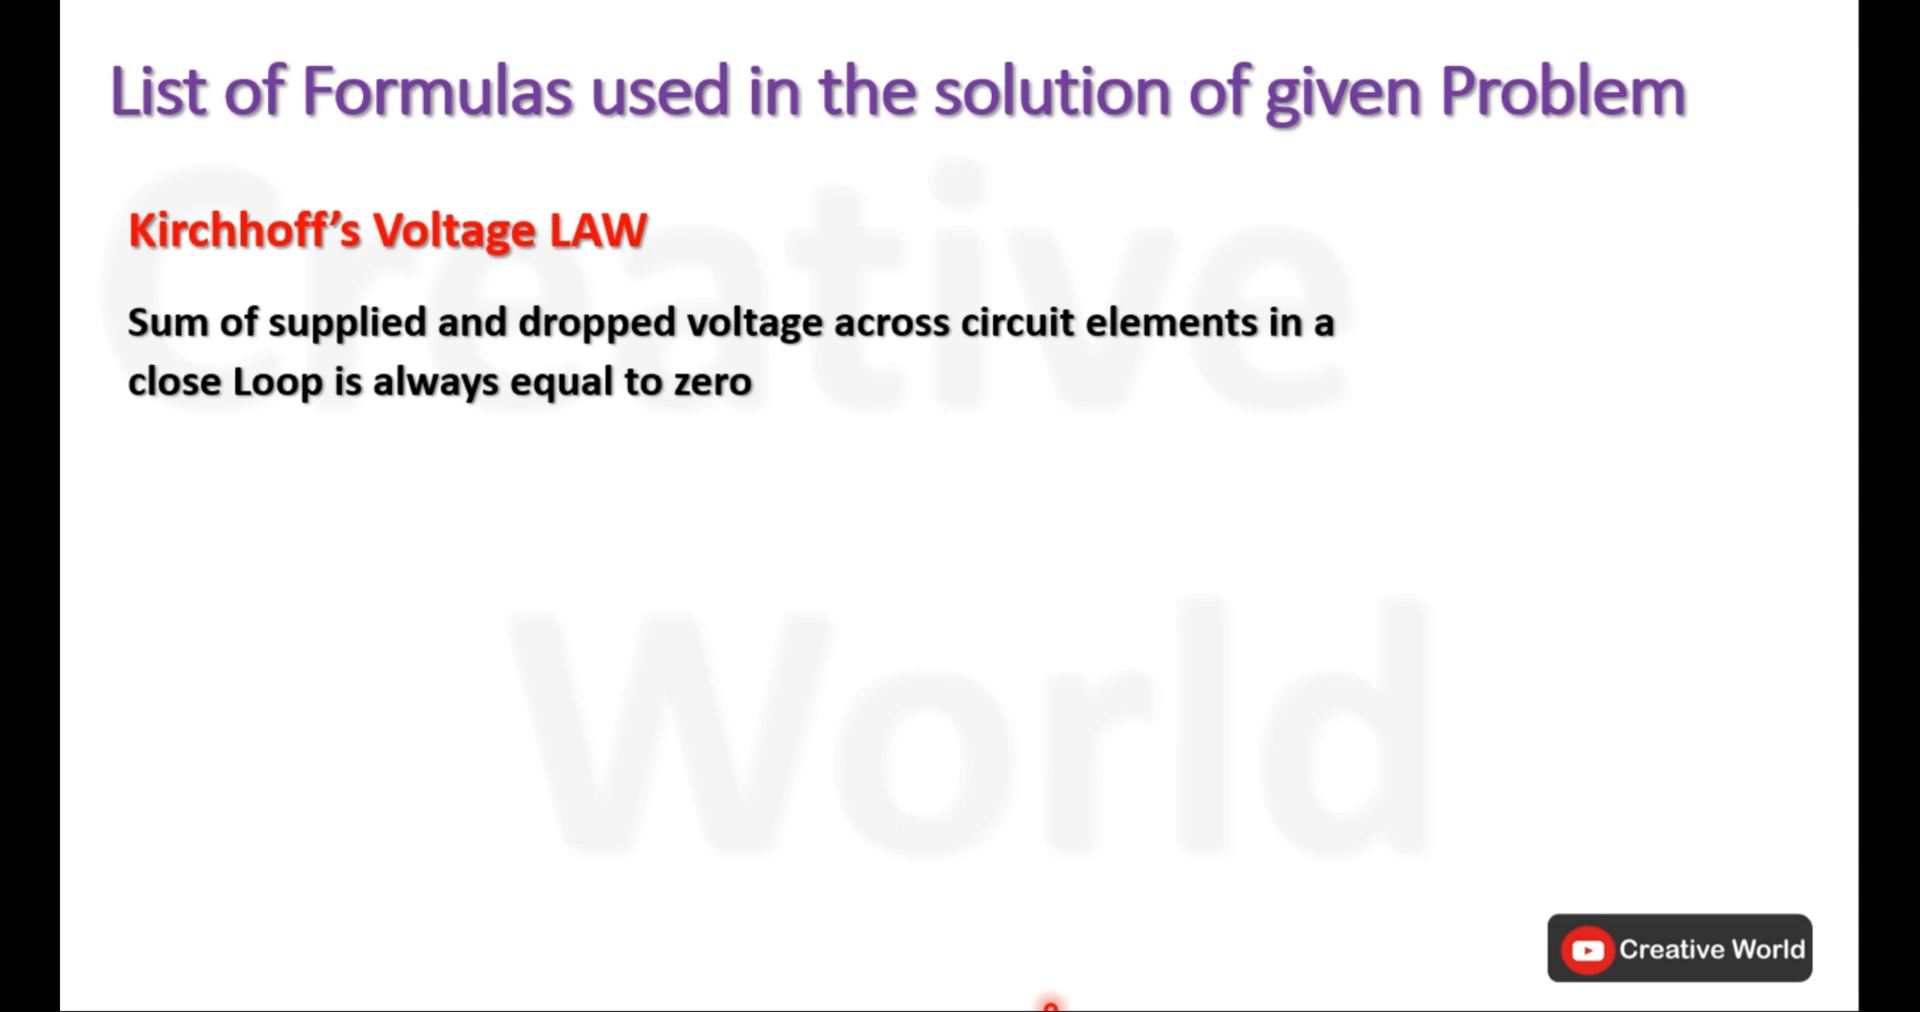 List of Formulas used in the solution of given Problem
Kirchhoff’s Voltage LAW
Sum of supplied and dropped voltage across circuit elements in a
close Loop is always equal to zero
Creative
World
Creative World